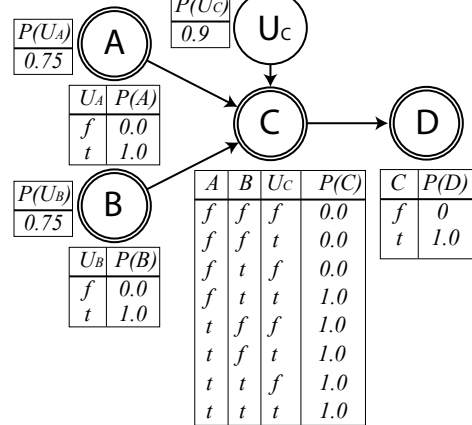 P(UA)
0.75
A
P(UC)
0.9
UC
UA P(A)
f 0.0
t 1.0
C
D
P(UB)
0.75
B
UB P(B)
f 0.0
t 1.0
A B UC P(C)
f f f 0.0
f f t 0.0
f t f 0.0
f t t 1.0
t f f 1.0
t f t 1.0
t t f 1.0
t t t 1.0
C P(D)
f 0
t 1.0